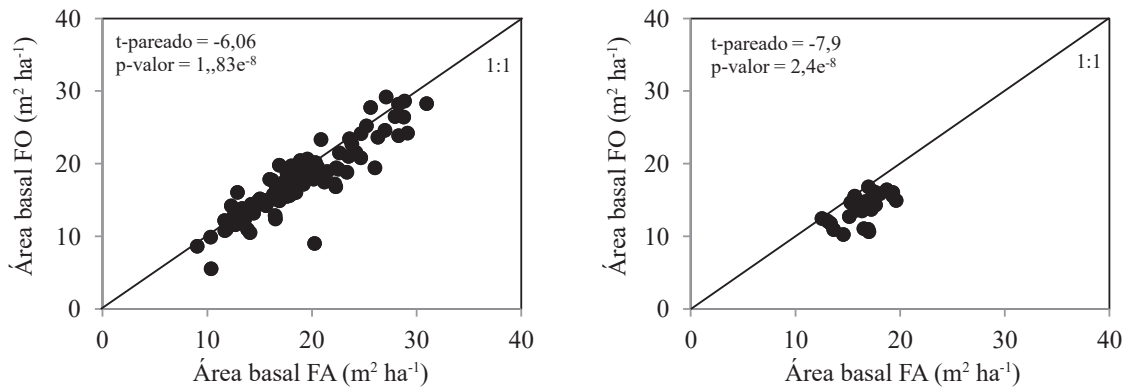 40
30
20
10
0
Área basal FO (m² ha⁻¹)
t-pareado = -6,06
p-valor = 1,,83e⁻⁸
1:1
0 10 20 30 40
Área basal FA (m² ha⁻¹)
40
30
20
10
0
Área basal FO (m² ha⁻¹)
t-pareado = -7,9
p-valor = 2,4e⁻⁸
1:1
0 10 20 30 40
Área basal FA (m² ha⁻¹)